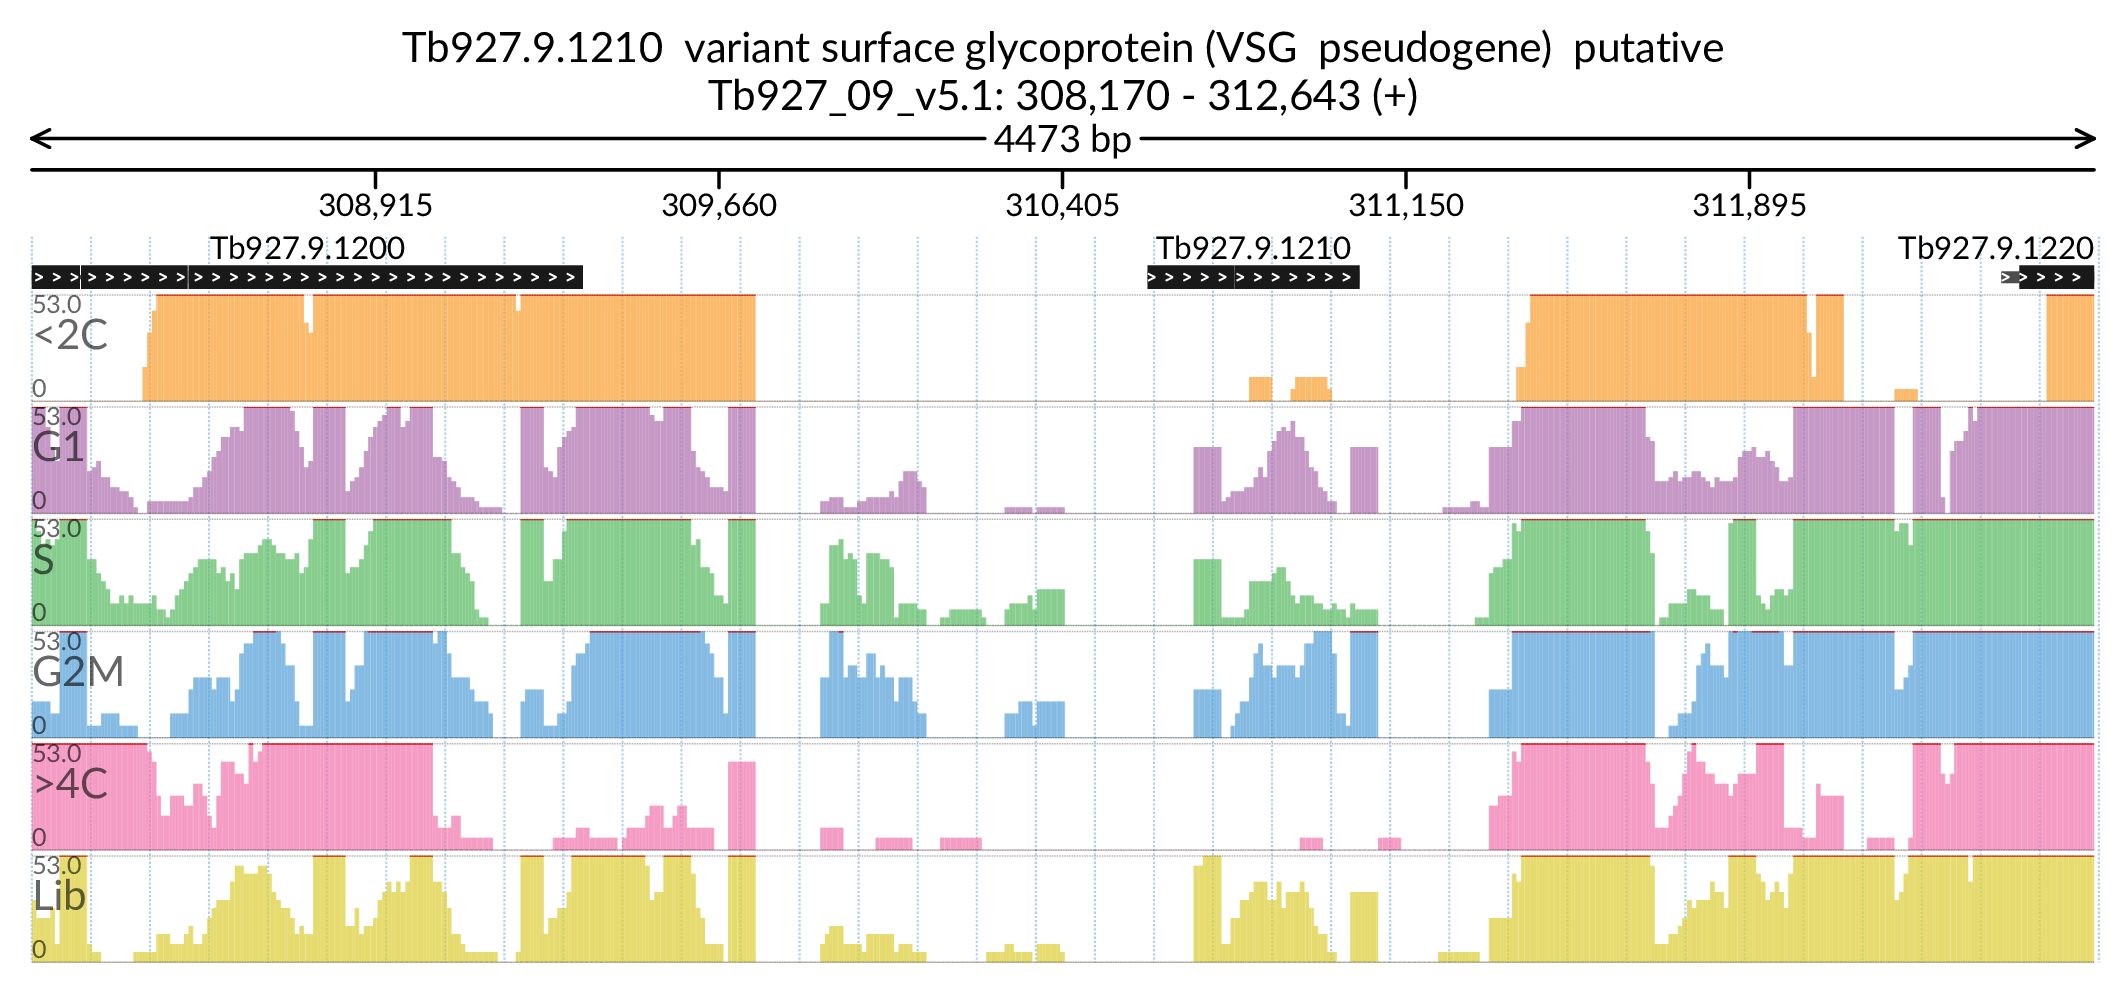 Tb927.9.1210  variant surface glycoprotein (VSG  pseudogene)  putative
Tb927_09_v5.1: 308,170 - 312,643 (+)
4473 bp
308,915 309,660 310,405 311,150 311,895
Tb927.9.1200 Tb927.9.1210 Tb927.9.1220
53.0
<2C
0
53.0
G1
0
53.0
S
0
53.0
G2M
0
53.0
>4C
0
53.0
Lib
0